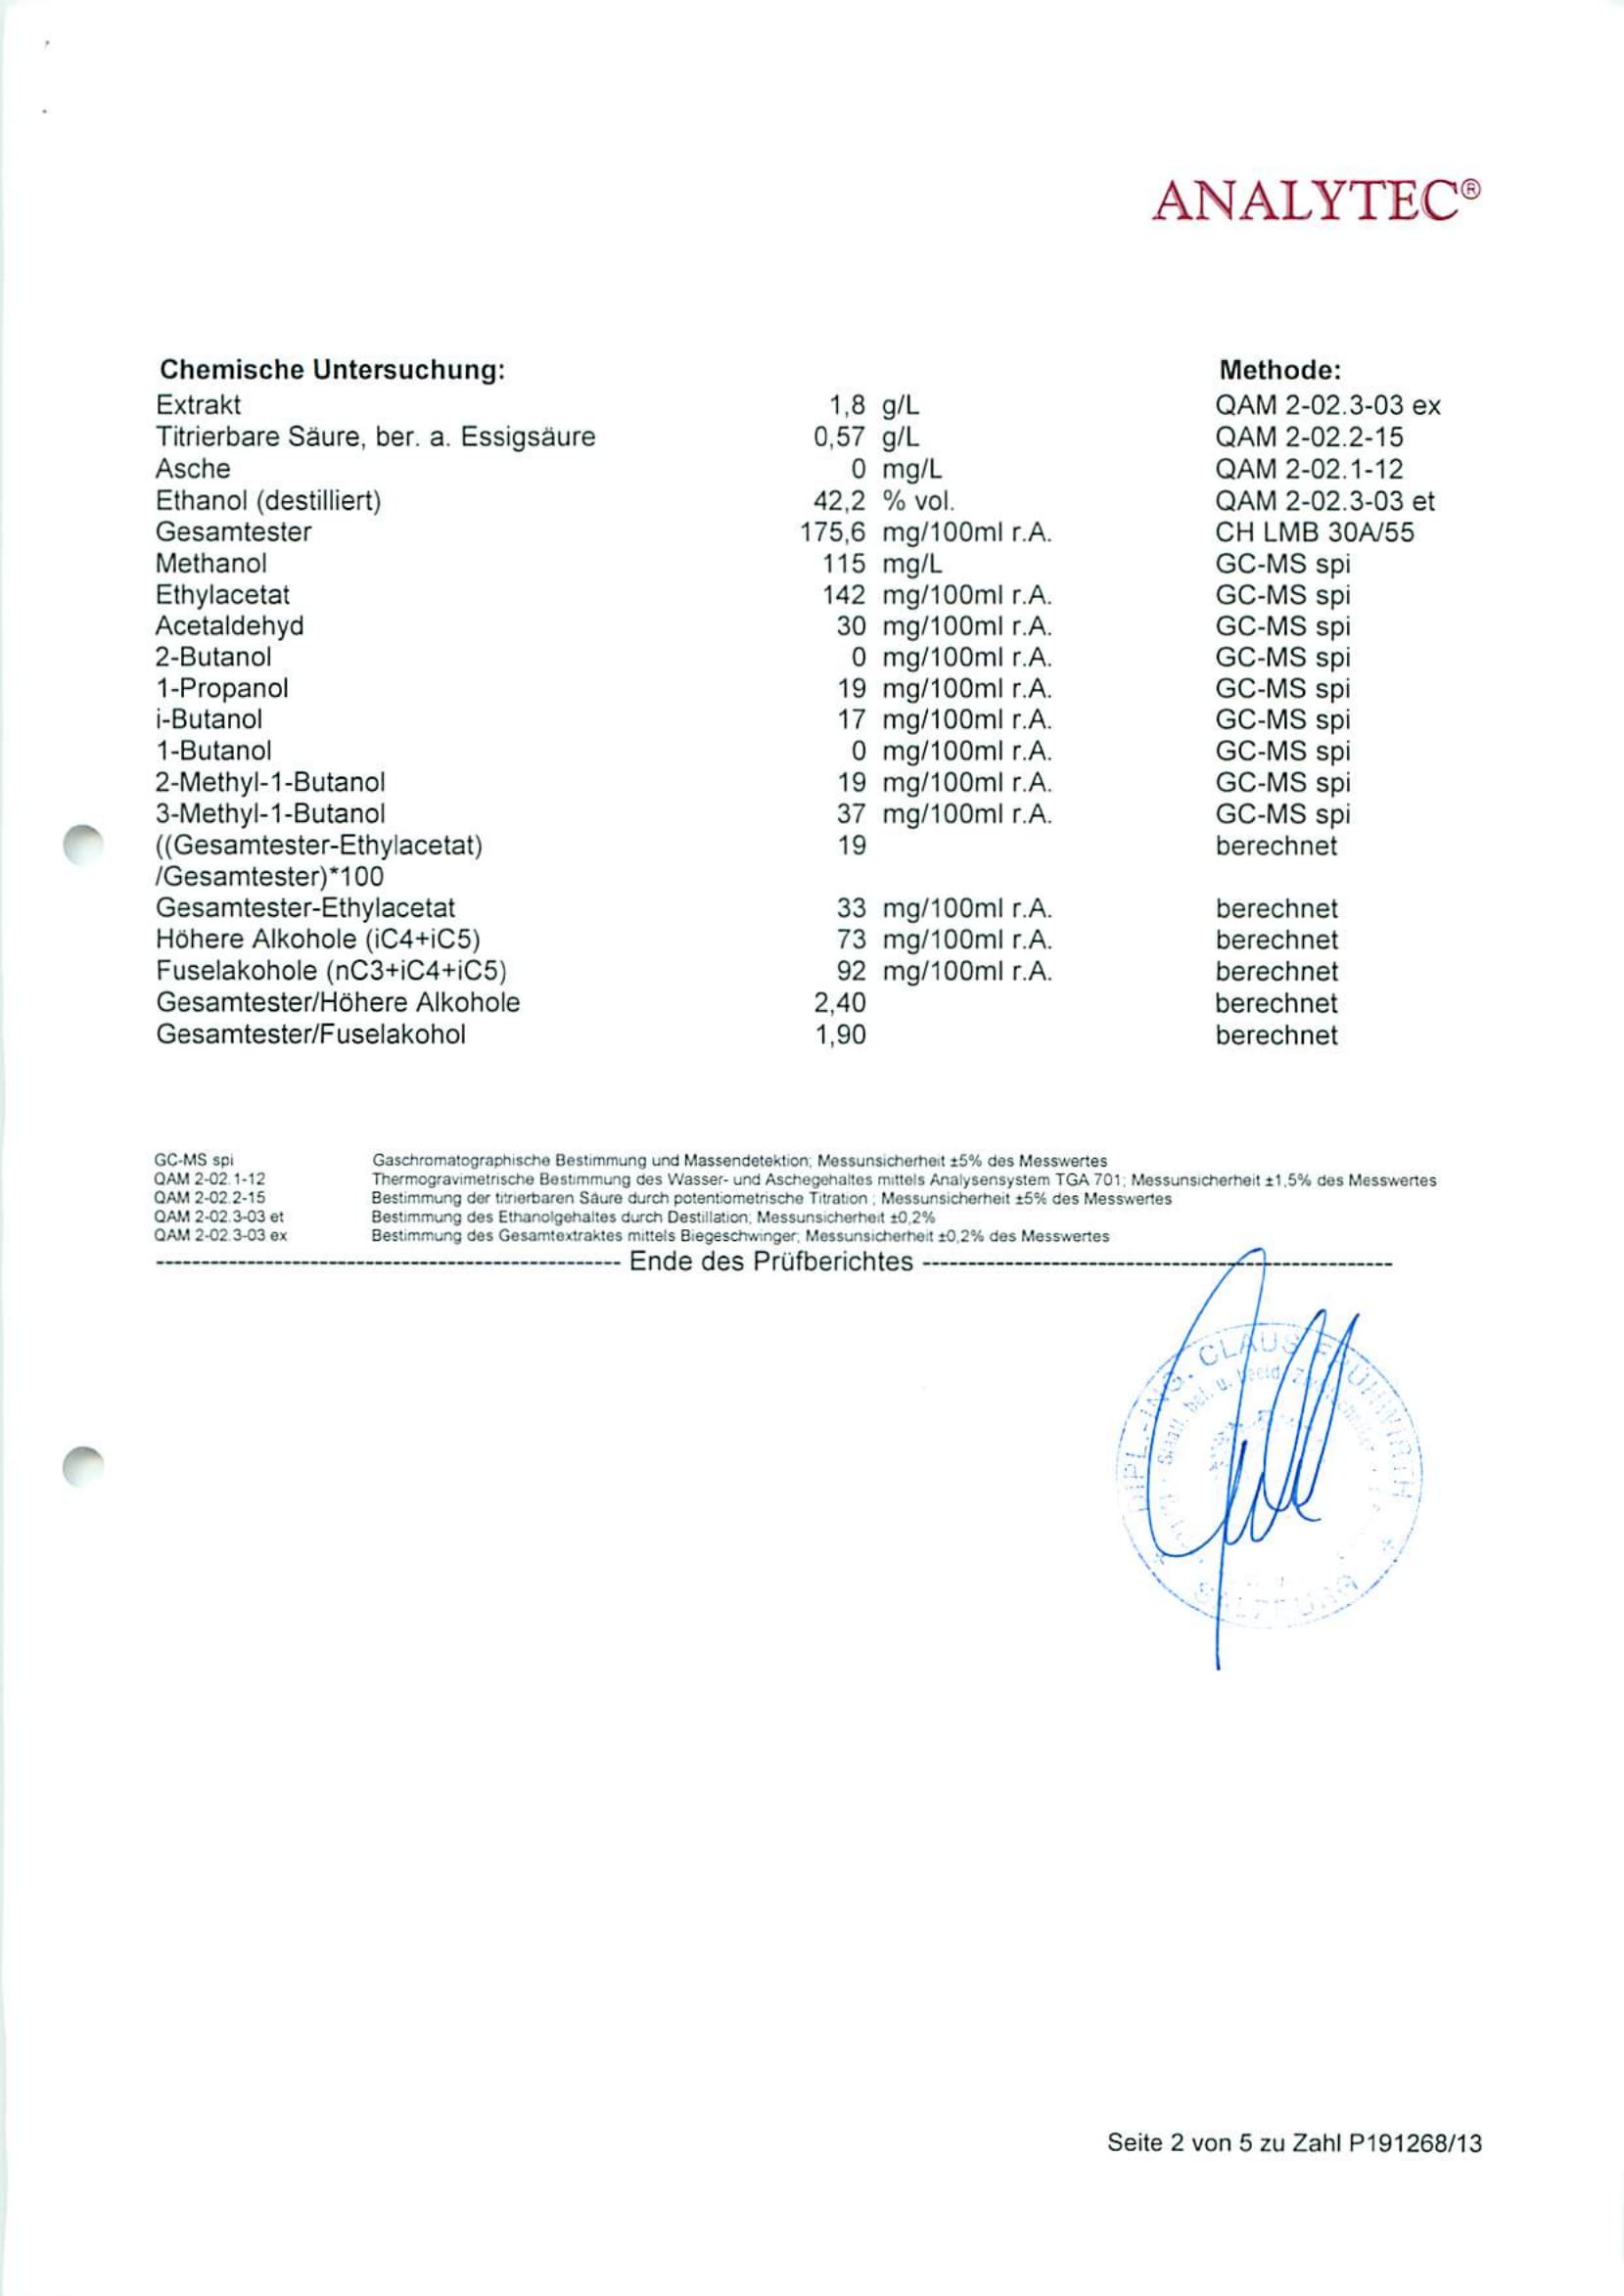 ANALYTEC®
Chemische Untersuchung: Methode:
Extrakt 1,8 g/L QAM 2-02.3-03 ex
Titrierbare Säure, ber. a. Essigsäure 0,57 g/L QAM 2-02.2-15
Asche 0 mg/L QAM 2-02.1-12
Ethanol (destilliert) 42,2 % vol. QAM 2-02.3-03 et
Gesamtester 175,6 mg/100ml r.A. CH LMB 30A/55
Methanol 115 mg/L GC-MS spi
Ethylacetat 142 mg/100ml r.A. GC-MS spi
Acetaldehyd 30 mg/100ml r.A. GC-MS spi
2-Butanol 0 mg/100ml r.A. GC-MS spi
1-Propanol 19 mg/100ml r.A. GC-MS spi
i-Butanol 17 mg/100ml r.A. GC-MS spi
1-Butanol 0 mg/100ml r.A. GC-MS spi
2-Methyl-1-Butanol 19 mg/100ml r.A. GC-MS spi
3-Methyl-1-Butanol 37 mg/100ml r.A. GC-MS spi
((Gesamtester-Ethylacetat) 19 berechnet
/Gesamtester)*100
Gesamtester-Ethylacetat 33 mg/100ml r.A. berechnet
Höhere Alkohole (iC4+iC5) 73 mg/100ml r.A. berechnet
Fuselakohole (nC3+iC4+iC5) 92 mg/100ml r.A. berechnet
Gesamtester/Höhere Alkohole 2,40 berechnet
Gesamtester/Fuselakohol 1,90 berechnet
GC-MS spi Gaschromatographische Bestimmung und Massendetektion; Messunsicherheit ±5% des Messwertes
QAM 2-02.1-12 Thermogravimetrische Bestimmung des Wasser- und Aschegehaltes mittels Analysensystem TGA 701; Messunsicherheit ±1,5% des Messwertes
QAM 2-02.2-15 Bestimmung der titrierbaren Säure durch potentiometrische Titration ; Messunsicherheit ±5% des Messwertes
QAM 2-02.3-03 et Bestimmung des Ethanolgehaltes durch Destillation; Messunsicherheit ±0,2%
QAM 2-02.3-03 ex Bestimmung des Gesamtextraktes mittels Biegeschwinger; Messunsicherheit ±0,2% des Messwertes
--------------------------------------------------- Ende des Prüfberichtes ---------------------------------------------------
DIPL.-ING. CLAUS FRÜHWIRTH
SALZBURG
Seite 2 von 5 zu Zahl P191268/13